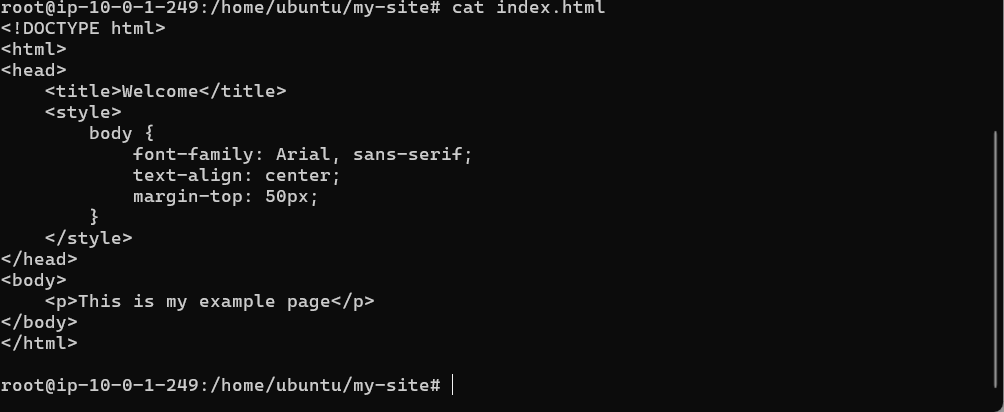 root@ip-10-0-1-249:/home/ubuntu/my-site# cat index.html
<!DOCTYPE html>
<html>
<head>
    <title>Welcome</title>
    <style>
        body {
            font-family: Arial, sans-serif;
            text-align: center;
            margin-top: 50px;
        }
    </style>
</head>
<body>
    <p>This is my example page</p>
</body>
</html>

root@ip-10-0-1-249:/home/ubuntu/my-site#